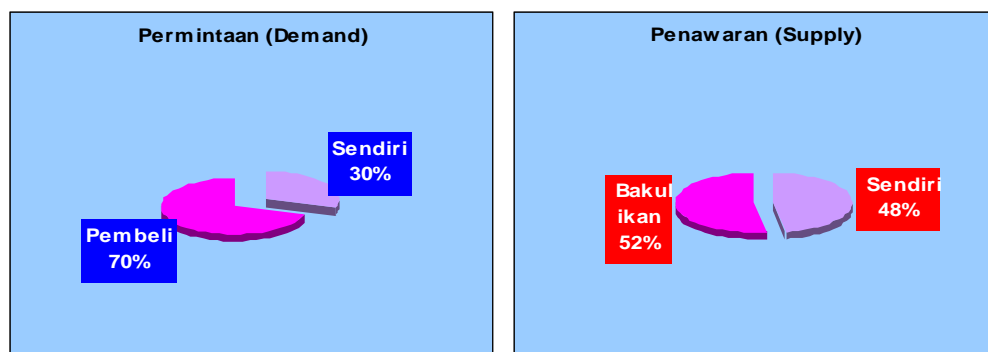 Permintaan (Demand)
Sendiri
30%
Pembeli
70%
Penawaran (Supply)
Bakul
ikan
52%
Sendiri
48%